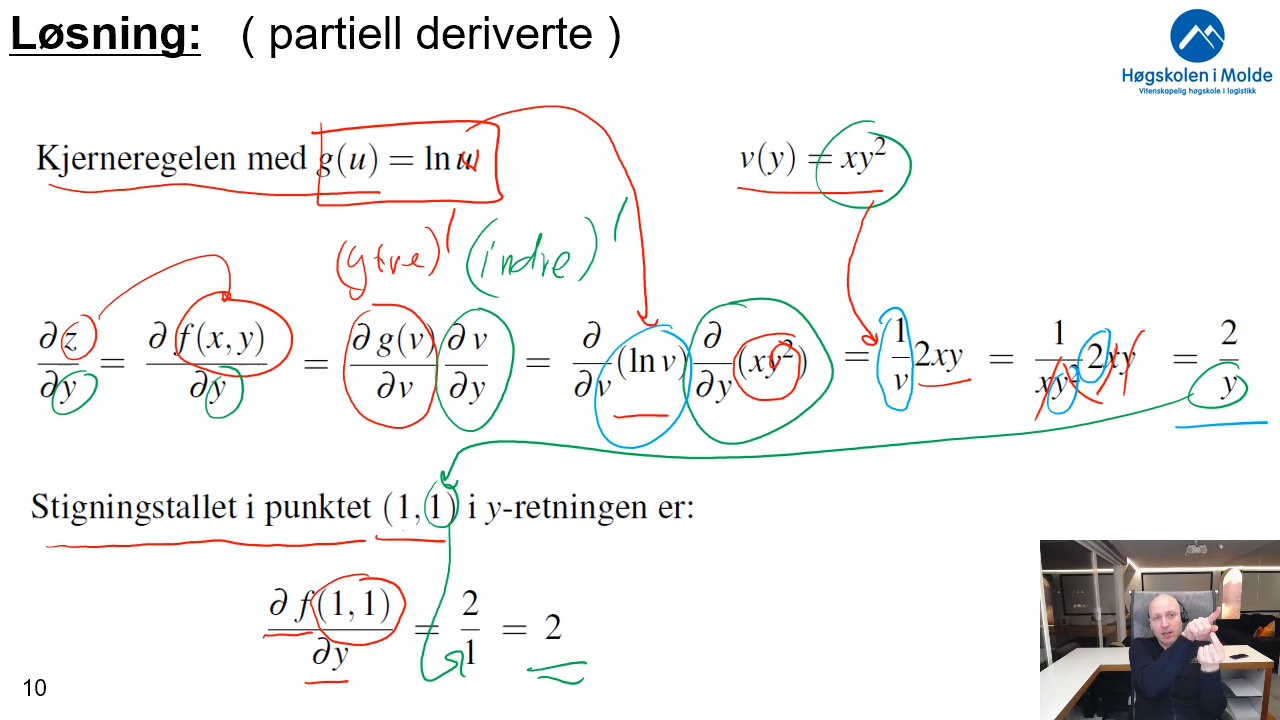 Løsning: ( partiell deriverte )
Høgskolen i Molde
Vitenskapelig høgskole i logistikk
Kjerneregelen med g(u) = ln u v(y) = xy²
(ytre)' (indre)'
∂z/∂y = ∂f(x, y)/∂y = ∂g(v)/∂v ∂v/∂y = ∂/∂v (ln v) ∂/∂y (xy²) = 1/v 2xy = 1/xy² 2xy = 2/y
Stigningstallet i punktet (1, 1) i y-retningen er:
∂f(1, 1)/∂y = 2/1 = 2
10